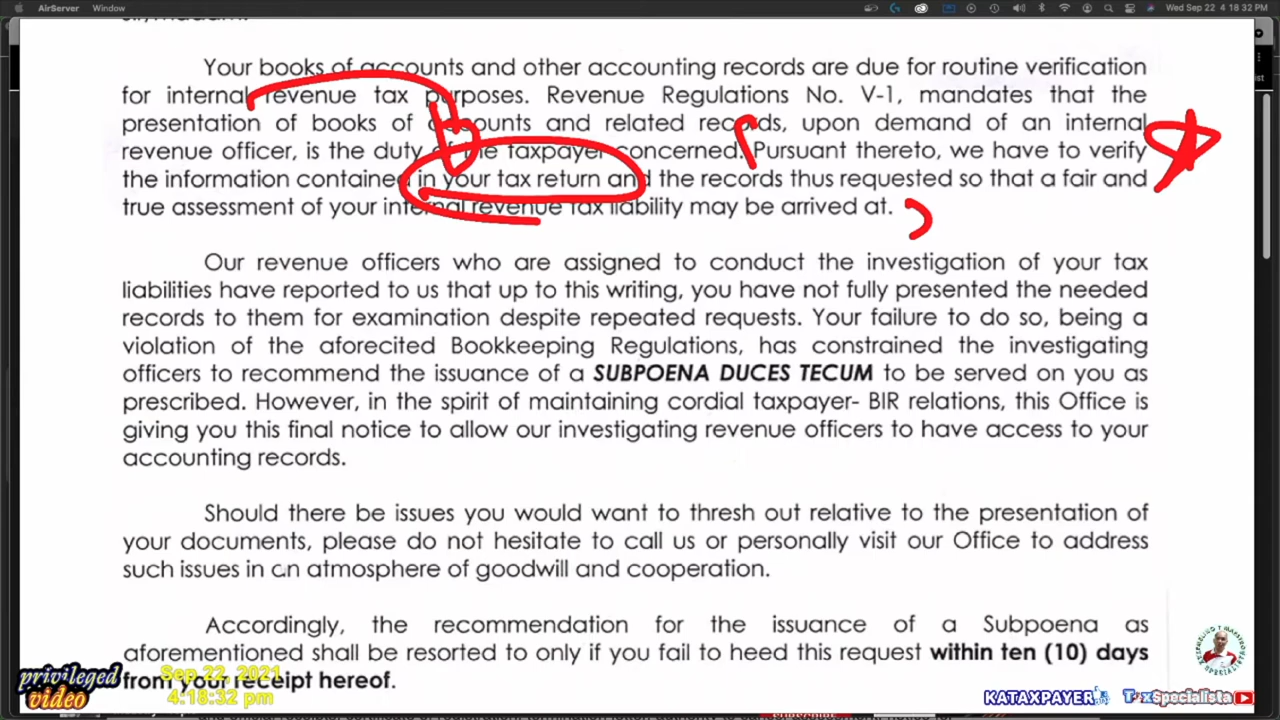 AirServer Window Wed Sep 22 4:18:32 PM
Your books of accounts and other accounting records are due for routine verification
for internal revenue tax purposes. Revenue Regulations No. V-1, mandates that the
presentation of books of accounts and related records, upon demand of an internal
revenue officer, is the duty of the taxpayer concerned. Pursuant thereto, we have to verify
the information contained in your tax return and the records thus requested so that a fair and
true assessment of your internal revenue tax liability may be arrived at.
Our revenue officers who are assigned to conduct the investigation of your tax
liabilities have reported to us that up to this writing, you have not fully presented the needed
records to them for examination despite repeated requests. Your failure to do so, being a
violation of the aforecited Bookkeeping Regulations, has constrained the investigating
officers to recommend the issuance of a SUBPOENA DUCES TECUM to be served on you as
prescribed. However, in the spirit of maintaining cordial taxpayer- BIR relations, this Office is
giving you this final notice to allow our investigating revenue officers to have access to your
accounting records.
Should there be issues you would want to thresh out relative to the presentation of
your documents, please do not hesitate to call us or personally visit our Office to address
such issues in an atmosphere of goodwill and cooperation.
Accordingly, the recommendation for the issuance of a Subpoena as
aforementioned shall be resorted to only if you fail to heed this request within ten (10) days
from your receipt hereof.
privileged
video
Sep 22, 2021
4:18:32 pm
KATAXPAYER TaxSpecialista